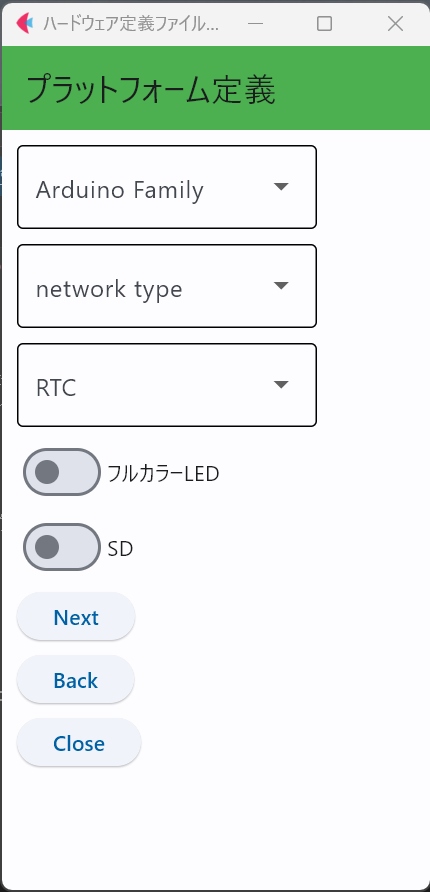 ハードウェア定義ファイル...
プラットフォーム定義
Arduino Family
network type
RTC
フルカラーLED
SD
Next
Back
Close